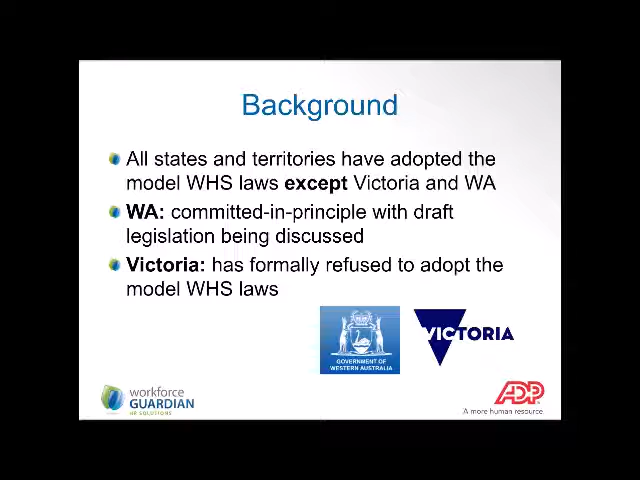 Background
All states and territories have adopted the
model WHS laws except Victoria and WA
WA: committed-in-principle with draft
legislation being discussed
Victoria: has formally refused to adopt the
model WHS laws
GOVERNMENT OF
WESTERN AUSTRALIA
VICTORIA
workforce
GUARDIAN
HR SOLUTIONS
ADP
A more human resource.